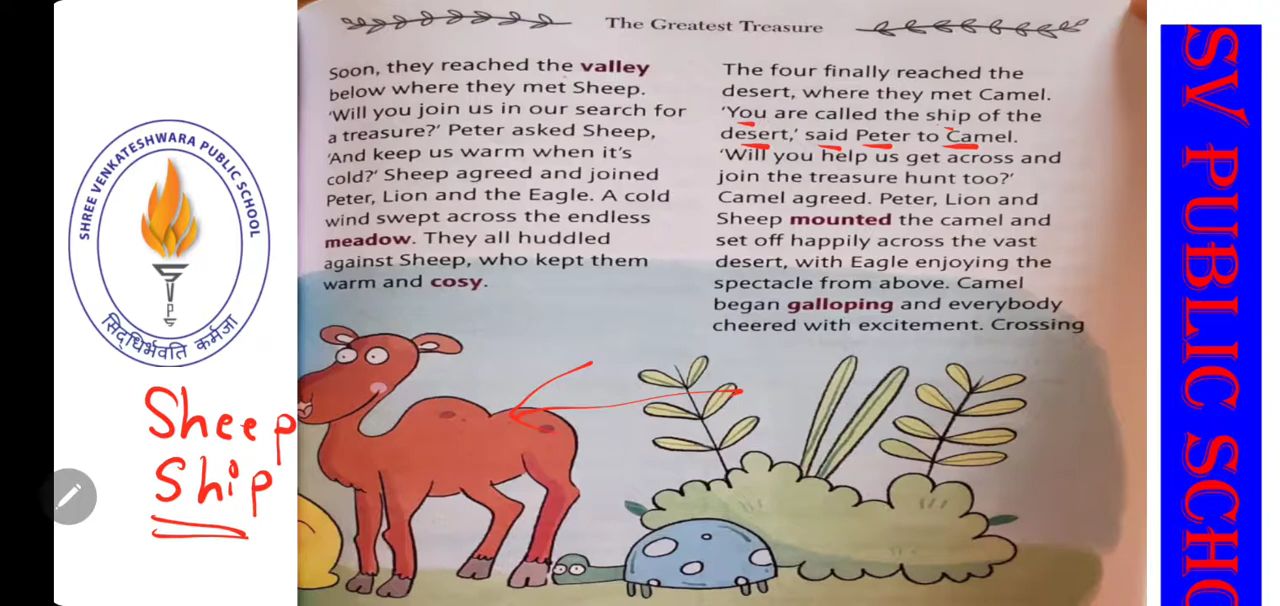 The Greatest Treasure
Soon, they reached the valley
below where they met Sheep.
'Will you join us in our search for
a treasure?' Peter asked Sheep,
'And keep us warm when it's
cold?' Sheep agreed and joined
Peter, Lion and the Eagle. A cold
wind swept across the endless
meadow. They all huddled
against Sheep, who kept them
warm and cosy.
The four finally reached the
desert, where they met Camel.
'You are called the ship of the
desert,' said Peter to Camel.
'Will you help us get across and
join the treasure hunt too?'
Camel agreed. Peter, Lion and
Sheep mounted the camel and
set off happily across the vast
desert, with Eagle enjoying the
spectacle from above. Camel
began galloping and everybody
cheered with excitement. Crossing
SHREE VENKATESHWARA PUBLIC SCHOOL
SVPS
सिद्धिर्भवति कर्मजा
Sheep
Ship
SV PUBLIC SCHO